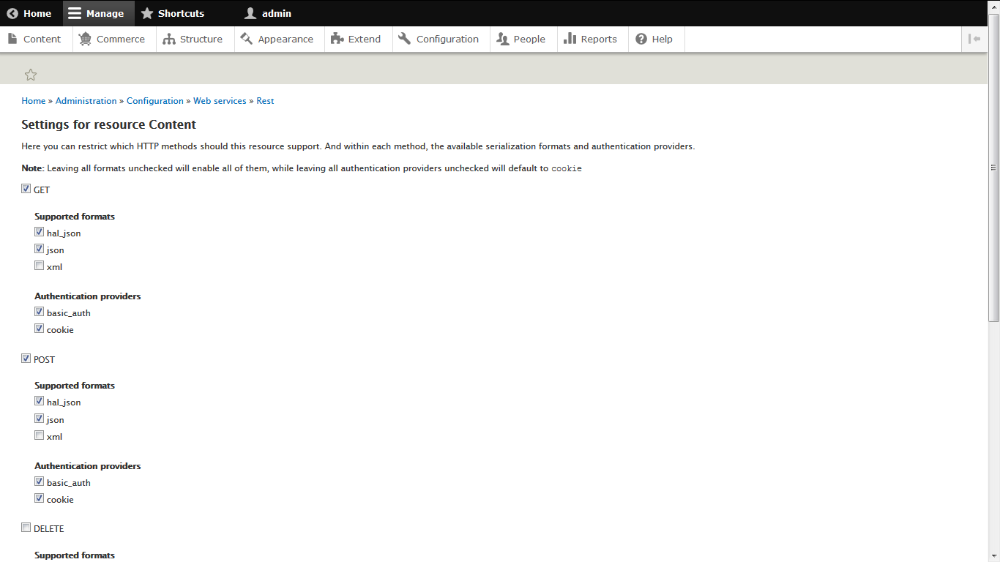 Home Manage Shortcuts admin
Content Commerce Structure Appearance Extend Configuration People Reports Help
Home » Administration » Configuration » Web services » Rest
Settings for resource Content
Here you can restrict which HTTP methods should this resource support. And within each method, the available serialization formats and authentication providers.
Note: Leaving all formats unchecked will enable all of them, while leaving all authentication providers unchecked will default to cookie
GET
Supported formats
hal_json
json
xml
Authentication providers
basic_auth
cookie
POST
Supported formats
hal_json
json
xml
Authentication providers
basic_auth
cookie
DELETE
Supported formats